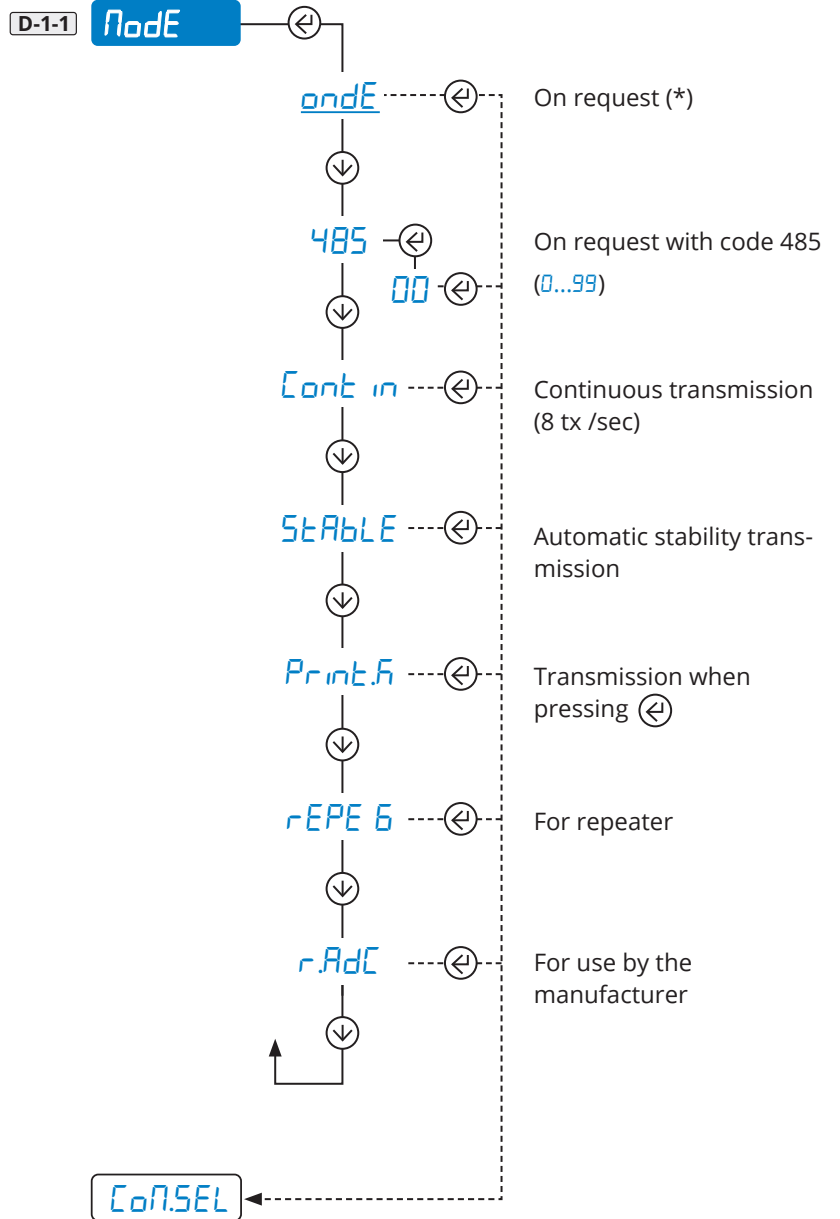 D-1-1 ModE
ondE
On request (*)
485
On request with code 485
00
(0...99)
Cont in
Continuous transmission
(8 tx /sec)
StAbLE
Automatic stability trans-
mission
Print.ñ
Transmission when
pressing
rEPE 6
For repeater
r.AdC
For use by the
manufacturer
CoM.SEL